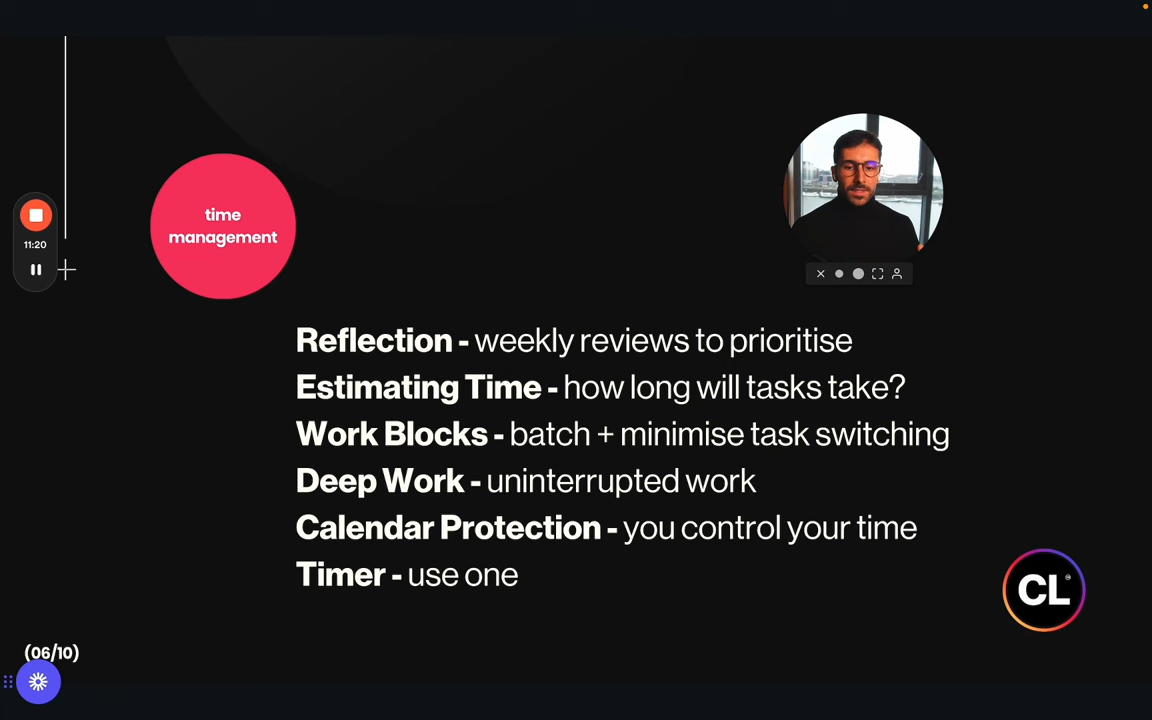 time
management
11:20
Reflection - weekly reviews to prioritise
Estimating Time - how long will tasks take?
Work Blocks - batch + minimise task switching
Deep Work - uninterrupted work
Calendar Protection - you control your time
Timer - use one
CL
(06/10)